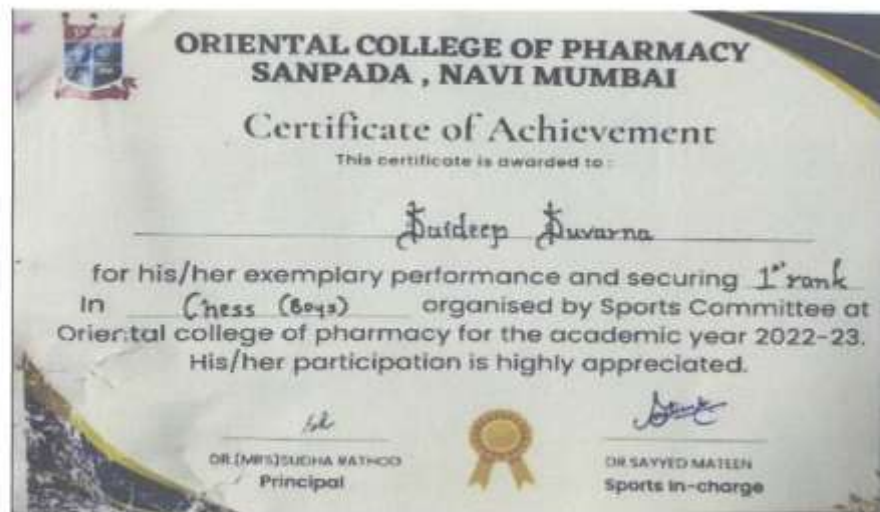 ORIENTAL COLLEGE OF PHARMACY
SANPADA , NAVI MUMBAI
Certificate of Achievement
This certificate is awarded to :
Suideep Suvarna
for his/her exemplary performance and securing 1st rank
In Chess (Boys) organised by Sports Committee at
Oriental college of pharmacy for the academic year 2022-23.
His/her participation is highly appreciated.
DR.(MRS)SUDHA RATHOD
Principal
DR.SAYYED MATEEN
Sports In-charge